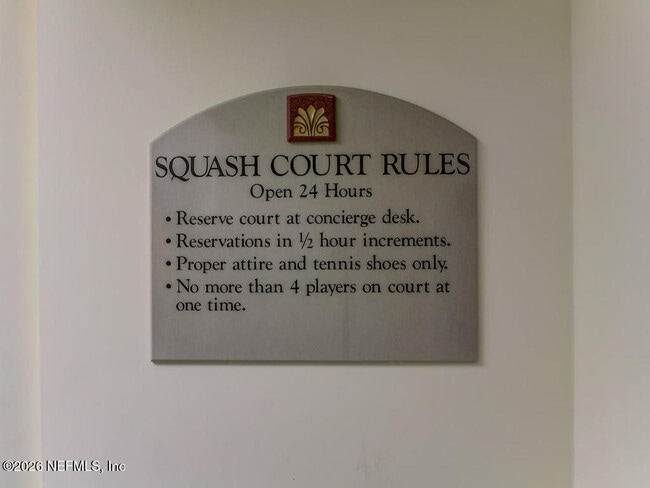 SQUASH COURT RULES
Open 24 Hours
• Reserve court at concierge desk.
• Reservations in ½ hour increments.
• Proper attire and tennis shoes only.
• No more than 4 players on court at
one time.
©2026 NEFMLS, Inc